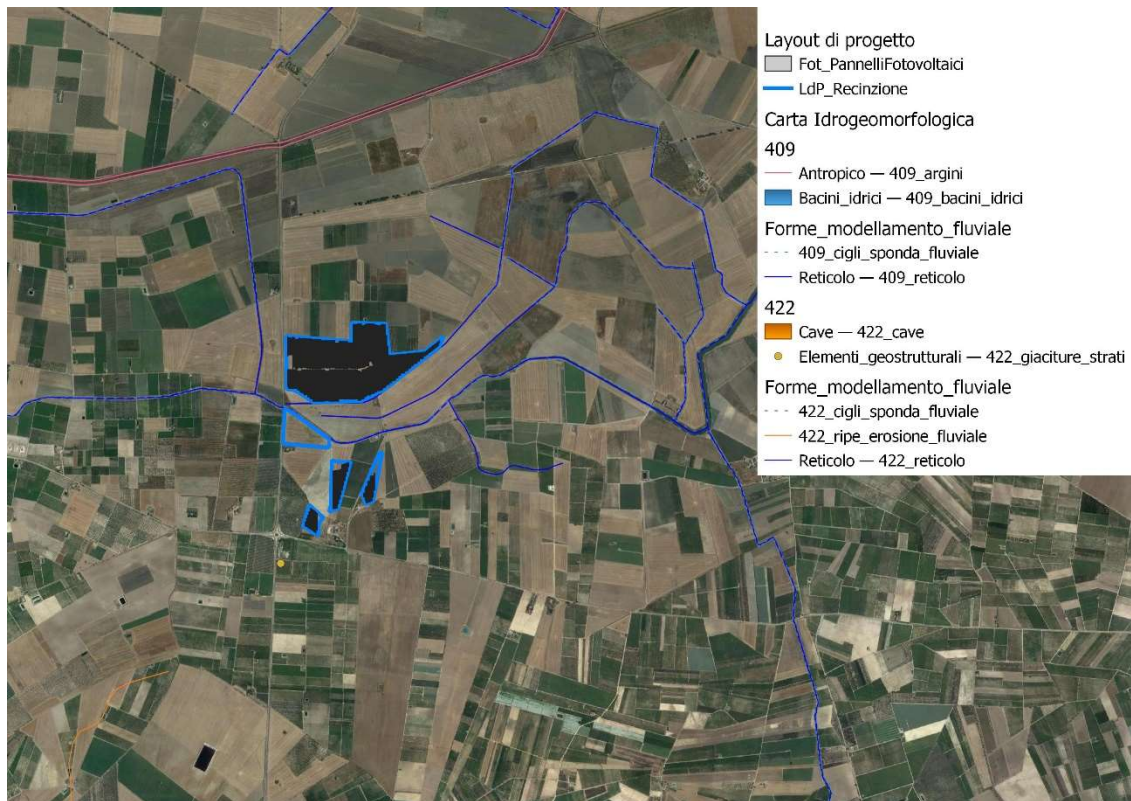 Layout di progetto
Fot_PannelliFotovoltaici
LdP_Recinzione
Carta Idrogeomorfologica
409
Antropico — 409_argini
Bacini_idrici — 409_bacini_idrici
Forme_modellamento_fluviale
409_cigli_sponda_fluviale
Reticolo — 409_reticolo
422
Cave — 422_cave
Elementi_geostrutturali — 422_giaciture_strati
Forme_modellamento_fluviale
422_cigli_sponda_fluviale
422_ripe_erosione_fluviale
Reticolo — 422_reticolo